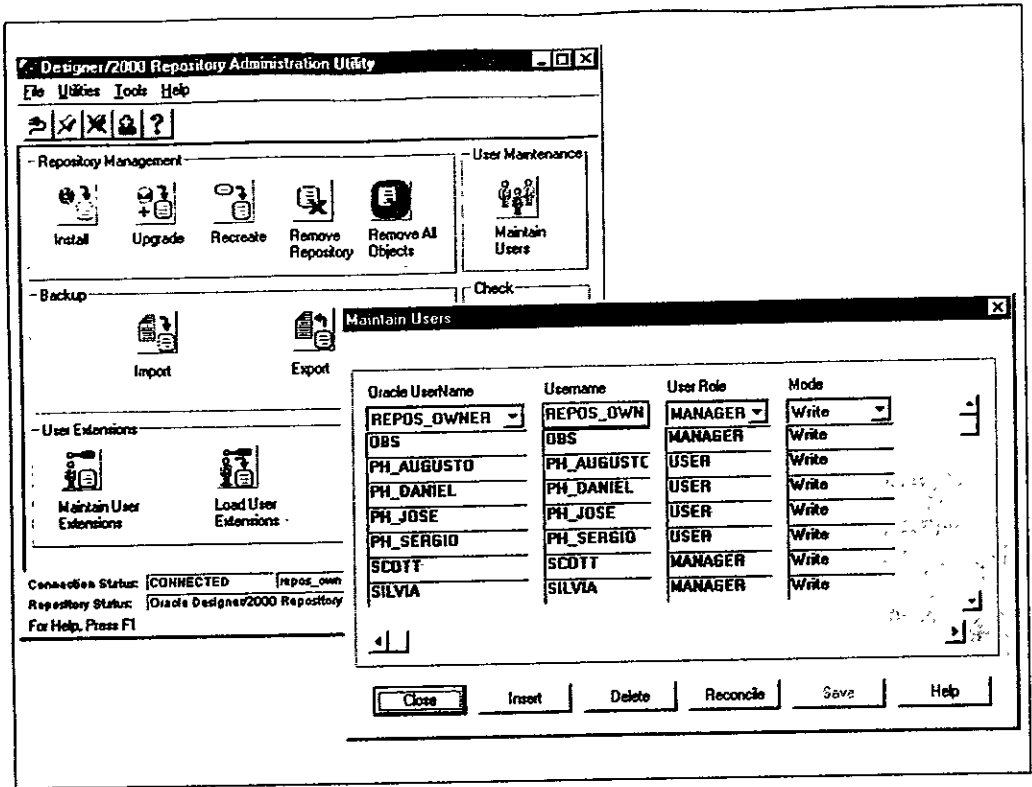 Designer/2000 Repository Administration Utility
File Utilities Tools Help
Repository Management
User Maintenance
Install
Upgrade
Recreate
Remove Repository
Remove All Objects
Maintain Users
Backup
Check
Import
Export
User Extensions
Maintain User Extensions
Load User Extensions
Connection Status: CONNECTED repos_own
Repository Status: Oracle Designer/2000 Repository
For Help, Press F1
Maintain Users
Oracle UserName Username User Role Mode
REPOS_OWNER REPOS_OWN MANAGER Write
OBS OBS MANAGER Write
PH_AUGUSTO PH_AUGUSTC USER Write
PH_DANIEL PH_DANIEL USER Write
PH_JOSE PH_JOSE USER Write
PH_SERGIO PH_SERGIO USER Write
SCOTT SCOTT MANAGER Write
SILVIA SILVIA MANAGER Write
Close Insert Delete Reconcile Save Help